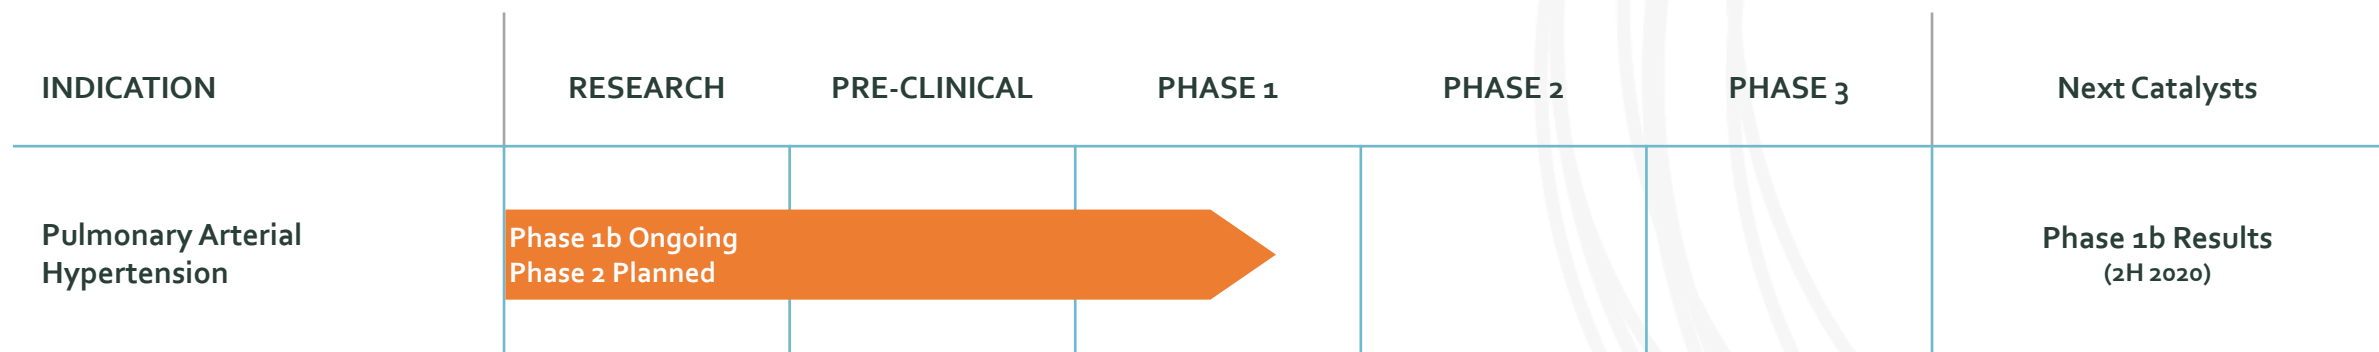 INDICATION RESEARCH PRE-CLINICAL PHASE 1 PHASE 2 PHASE 3 Next Catalysts
Pulmonary Arterial
Hypertension
Phase 1b Ongoing
Phase 2 Planned
Phase 1b Results
(2H 2020)